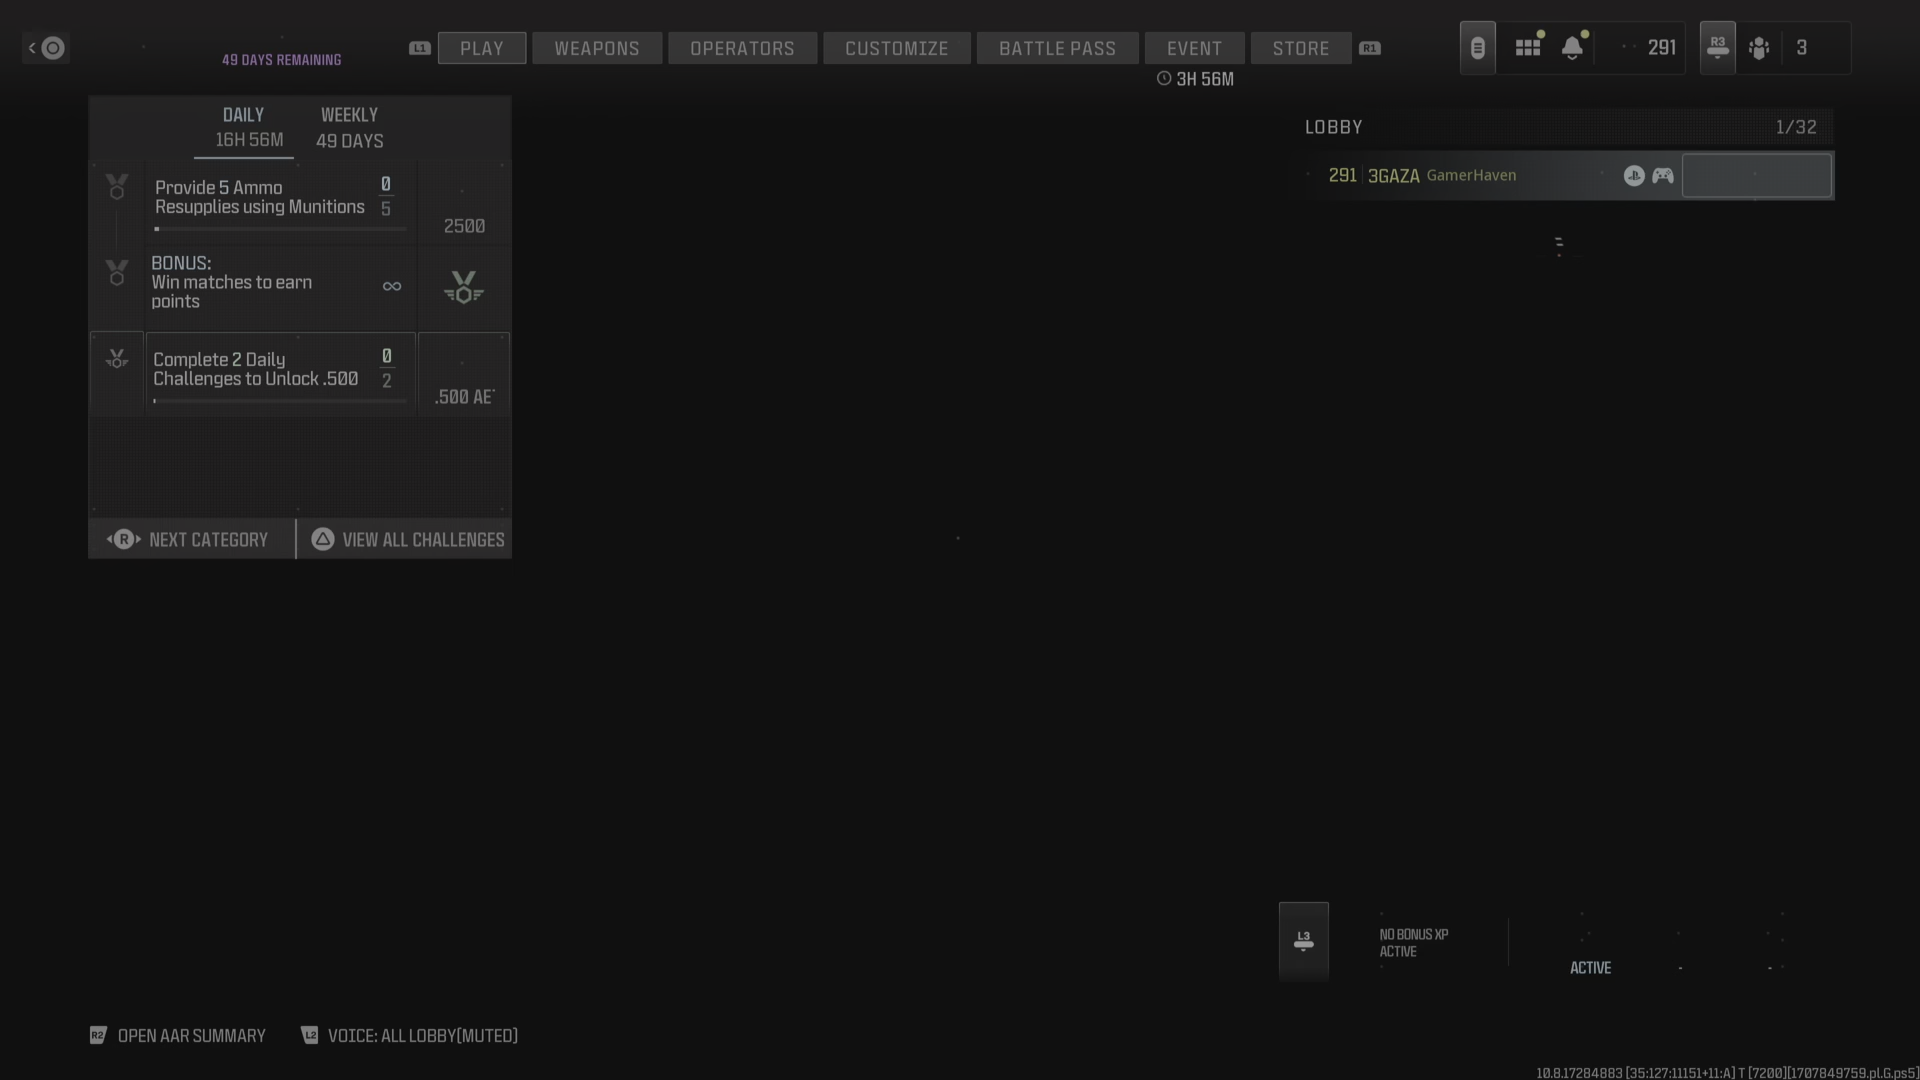 49 DAYS REMAINING
L1 PLAY WEAPONS OPERATORS CUSTOMIZE BATTLE PASS EVENT STORE R1
3H 56M
291 R3 3
DAILY WEEKLY
16H 56M 49 DAYS
Provide 5 Ammo
Resupplies using Munitions
0
5
2500
BONUS:
Win matches to earn
points
∞
Complete 2 Daily
Challenges to Unlock .500
0
2
.500 AE
R NEXT CATEGORY
VIEW ALL CHALLENGES
LOBBY 1/32
291 3GAZA GamerHaven
L3
NO BONUS XP
ACTIVE
ACTIVE - -
R2 OPEN AAR SUMMARY L2 VOICE: ALL LOBBY(MUTED)
10.8.17284883 [35:127:11151+11:A] T [7200][1707849759.pl.G.ps5]